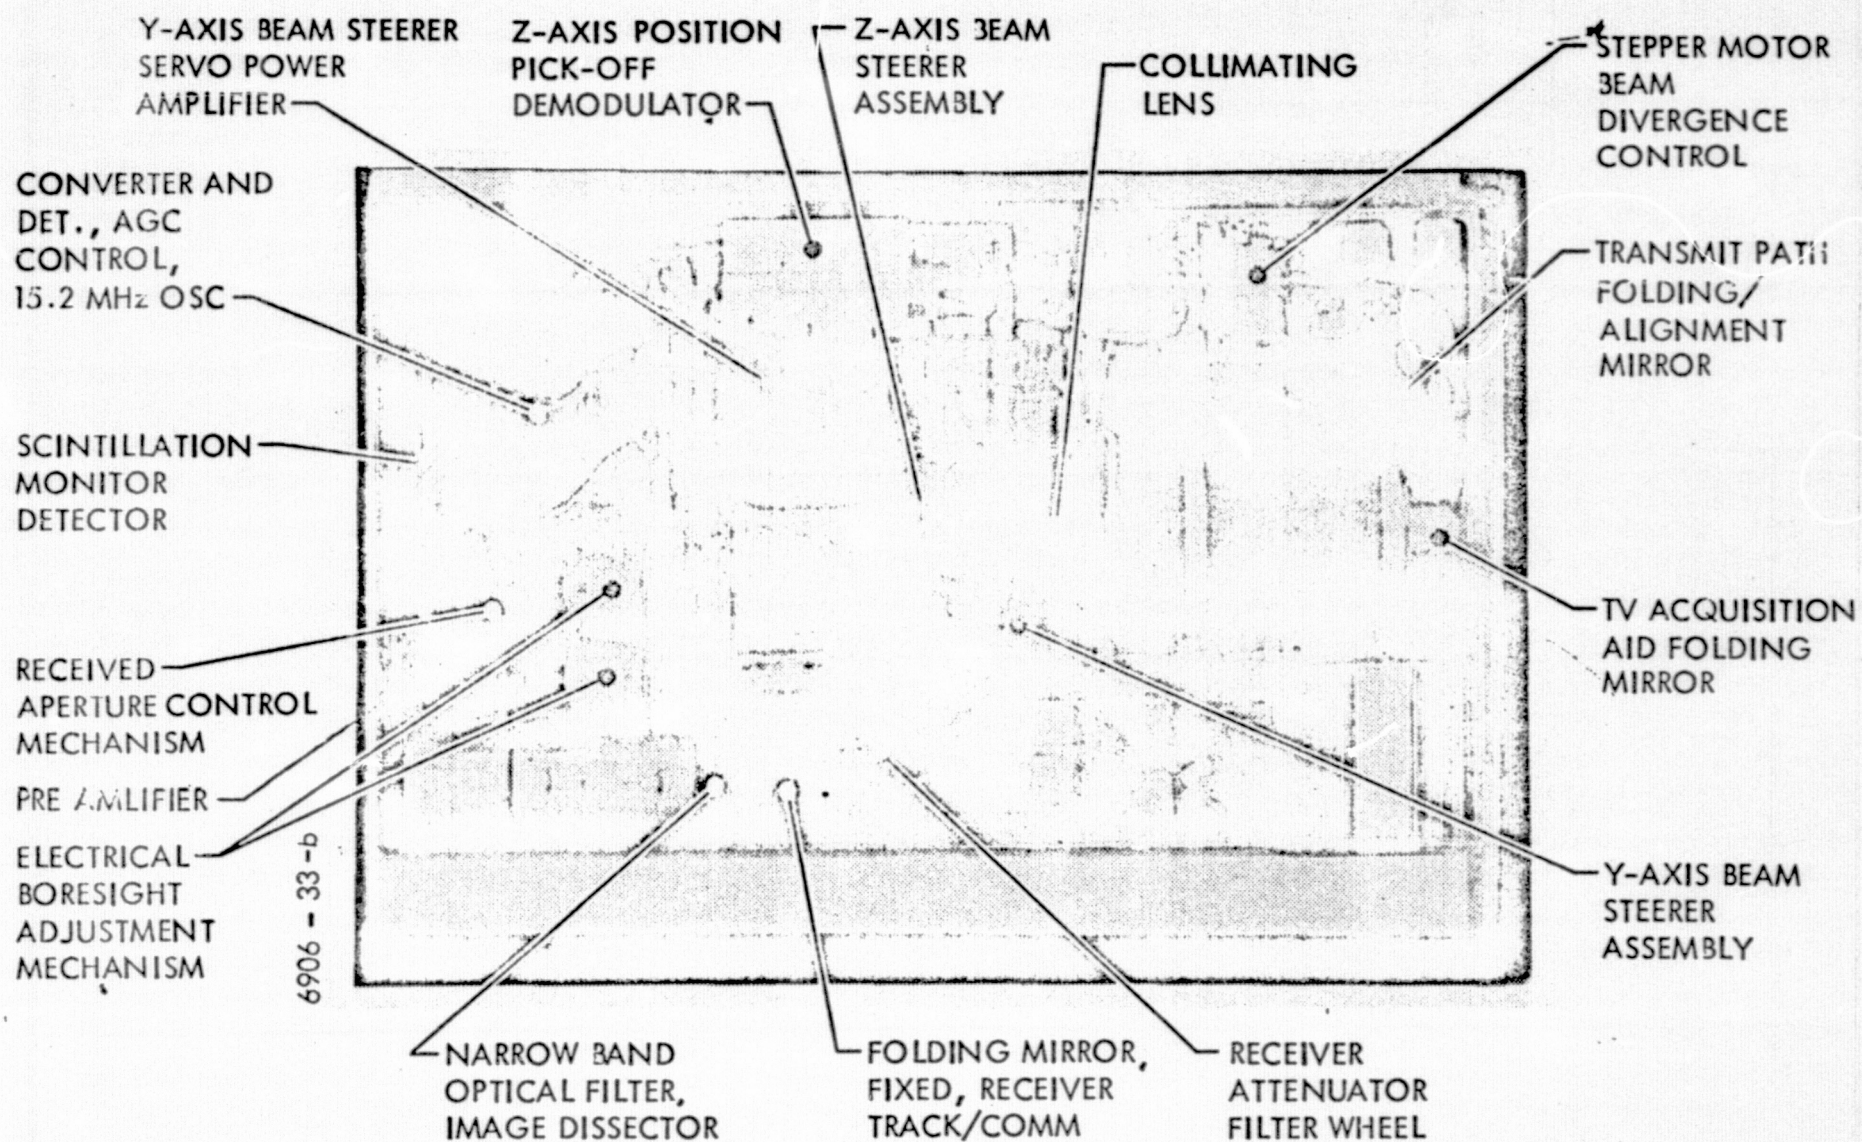 Y-AXIS BEAM STEERER
SERVO POWER
AMPLIFIER
Z-AXIS POSITION
PICK-OFF
DEMODULATOR
Z-AXIS BEAM
STEERER
ASSEMBLY
COLLIMATING
LENS
STEPPER MOTOR
BEAM
DIVERGENCE
CONTROL
CONVERTER AND
DET., AGC
CONTROL,
15.2 MHz OSC
TRANSMIT PATH
FOLDING/
ALIGNMENT
MIRROR
SCINTILLATION
MONITOR
DETECTOR
TV ACQUISITION
AID FOLDING
MIRROR
RECEIVED
APERTURE CONTROL
MECHANISM
PRE AMLIFIER
ELECTRICAL
BORESIGHT
ADJUSTMENT
MECHANISM
6906-33-b
Y-AXIS BEAM
STEERER
ASSEMBLY
NARROW BAND
OPTICAL FILTER,
IMAGE DISSECTOR
FOLDING MIRROR,
FIXED, RECEIVER
TRACK/COMM
RECEIVER
ATTENUATOR
FILTER WHEEL